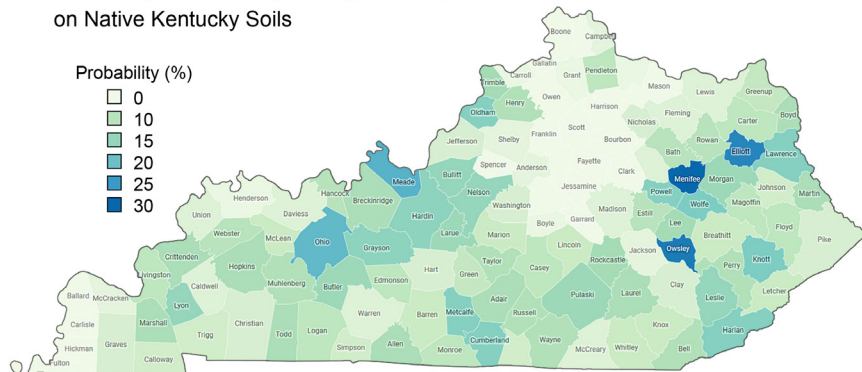 on Native Kentucky Soils
Probability (%)
0
10
15
20
25
30
Boone
Campbell
Gallatin
Carroll
Grant
Pendleton
Trimble
Owen
Mason
Lewis
Greenup
Henry
Harrison
Oldham
Nicholas
Fleming
Carter
Boyd
Jefferson
Shelby
Franklin
Scott
Bourbon
Rowan
Bath
Elliott
Lawrence
Spencer
Anderson
Fayette
Clark
Menifee
Morgan
Meade
Bullitt
Nelson
Jessamine
Powell
Johnson
Martin
Hancock
Breckinridge
Washington
Madison
Wolfe
Magoffin
Henderson
Union
Daviess
Hardin
Boyle
Garrard
Estill
Lee
Floyd
Webster
McLean
Ohio
Grayson
Larue
Marion
Lincoln
Jackson
Owsley
Breathitt
Pike
Crittenden
Hopkins
Hart
Taylor
Casey
Rockcastle
Perry
Knott
Livingston
Caldwell
Muhlenberg
Butler
Edmonson
Green
Clay
Letcher
Ballard
McCracken
Lyon
Adair
Pulaski
Laurel
Leslie
Carlisle
Marshall
Christian
Warren
Barren
Metcalfe
Russell
Knox
Harlan
Hickman
Graves
Trigg
Todd
Logan
Simpson
Allen
Monroe
Cumberland
Wayne
McCreary
Whitley
Bell
Fulton
Calloway